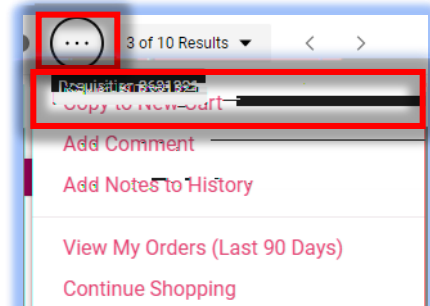 ... 3 of 10 Results < >
Copy to New Cart
Add Comment
Add Notes to History
View My Orders (Last 90 Days)
Continue Shopping